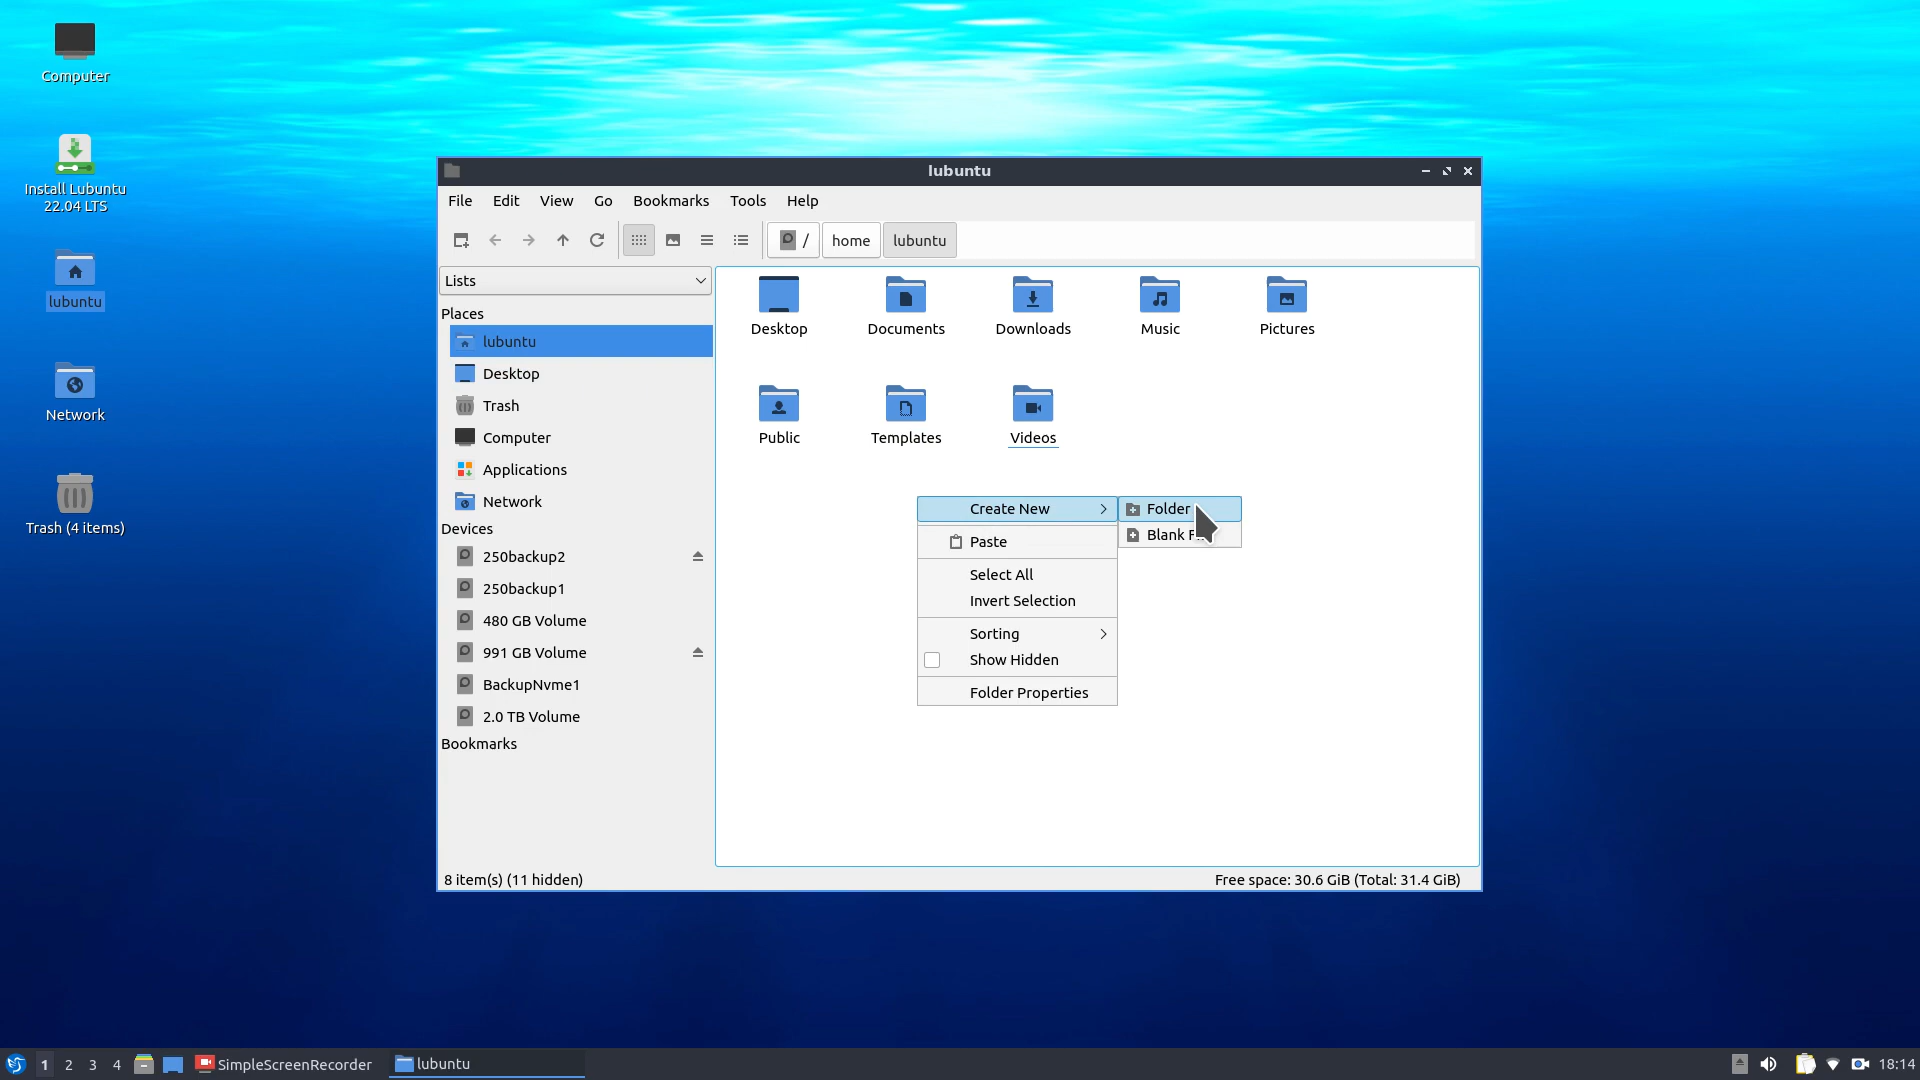 Computer
Install Lubuntu
22.04 LTS
lubuntu
Network
Trash (4 items)
lubuntu
File Edit View Go Bookmarks Tools Help
/ home lubuntu
Lists
Places
lubuntu
Desktop
Trash
Computer
Applications
Network
Devices
250backup2
250backup1
480 GB Volume
991 GB Volume
BackupNvme1
2.0 TB Volume
Bookmarks
Desktop Documents Downloads Music Pictures
Public Templates Videos
Create New
Paste
Select All
Invert Selection
Sorting
Show Hidden
Folder Properties
Folder
Blank
8 item(s) (11 hidden)
Free space: 30.6 GiB (Total: 31.4 GiB)
1 2 3 4 SimpleScreenRecorder lubuntu 18:14